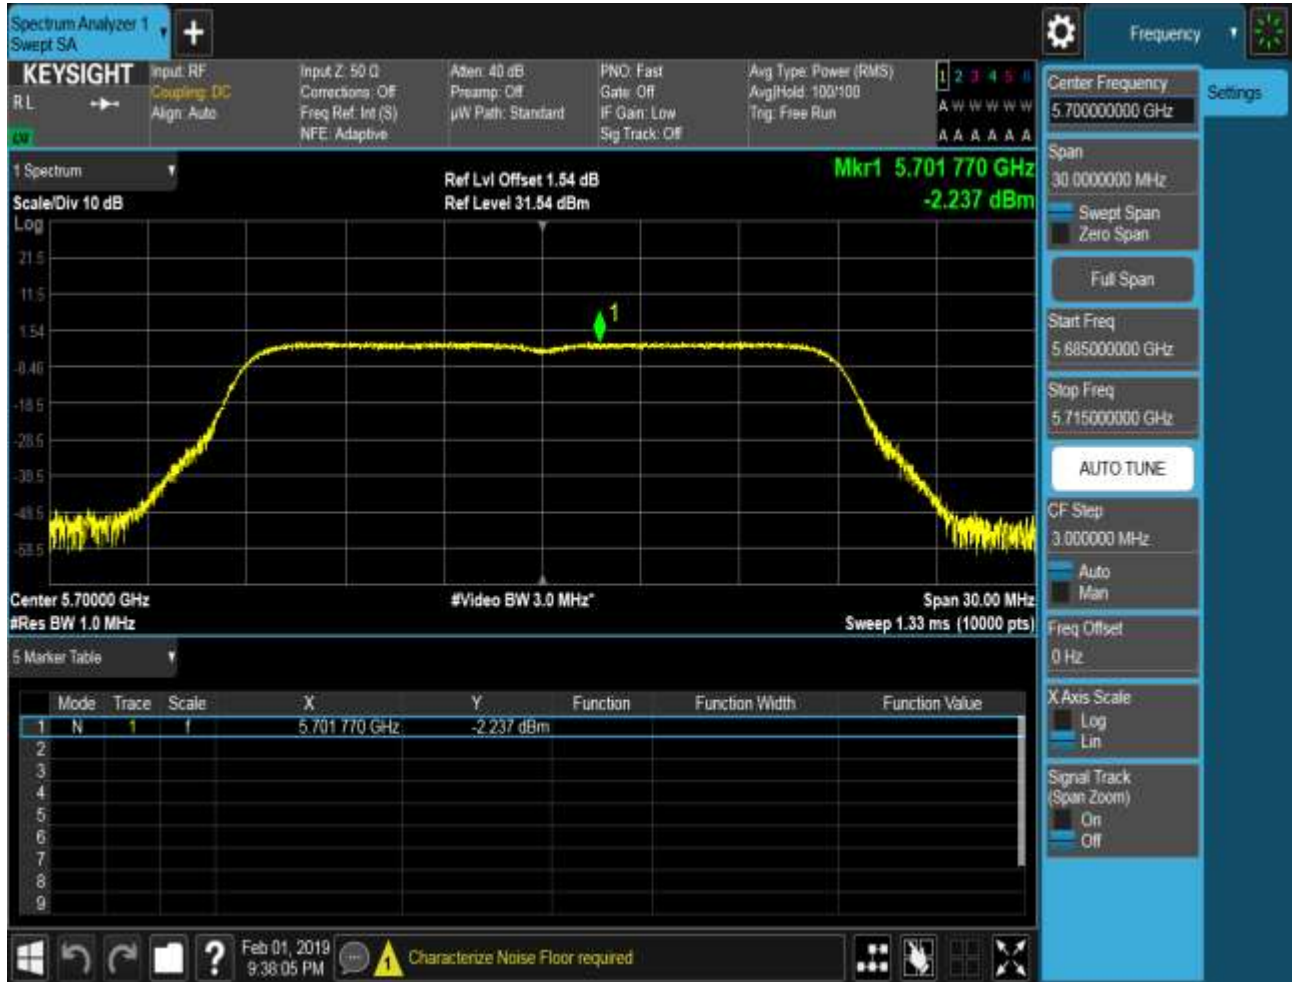 Spectrum Analyzer 1
Swept SA
+
Frequency
KEYSIGHT
RL
Input: RF
Coupling: DC
Align: Auto
Input Z: 50 Ω
Corrections: Off
Freq Ref: Int (S)
NFE: Adaptive
Atten: 40 dB
Preamp: Off
µW Path: Standard
PNO: Fast
Gate: Off
IF Gain: Low
Sig Track: Off
Avg Type: Power (RMS)
Avg|Hold: 100/100
Trig: Free Run
1 2 3 4 5 6
A W W W W W
A A A A A A
1 Spectrum
Scale/Div 10 dB
Ref Lvl Offset 1.54 dB
Ref Level 31.54 dBm
Mkr1 5.701 770 GHz
-2.237 dBm
Log
21.5
11.5
1.54
-8.46
-18.5
-28.5
-38.5
-48.5
-58.5
1
Center 5.70000 GHz
#Res BW 1.0 MHz
#Video BW 3.0 MHz*
Span 30.00 MHz
Sweep 1.33 ms (10000 pts)
5 Marker Table
Mode Trace Scale X Y Function Function Width Function Value
1 N 1 f 5.701 770 GHz -2.237 dBm
2
3
4
5
6
7
8
9
Feb 01, 2019
9:38:05 PM
?
1
Characterize Noise Floor required
Settings
Center Frequency
5.700000000 GHz
Span
30.0000000 MHz
Swept Span
Zero Span
Full Span
Start Freq
5.685000000 GHz
Stop Freq
5.715000000 GHz
AUTO TUNE
CF Step
3.000000 MHz
Auto
Man
Freq Offset
0 Hz
X Axis Scale
Log
Lin
Signal Track
(Span Zoom)
On
Off